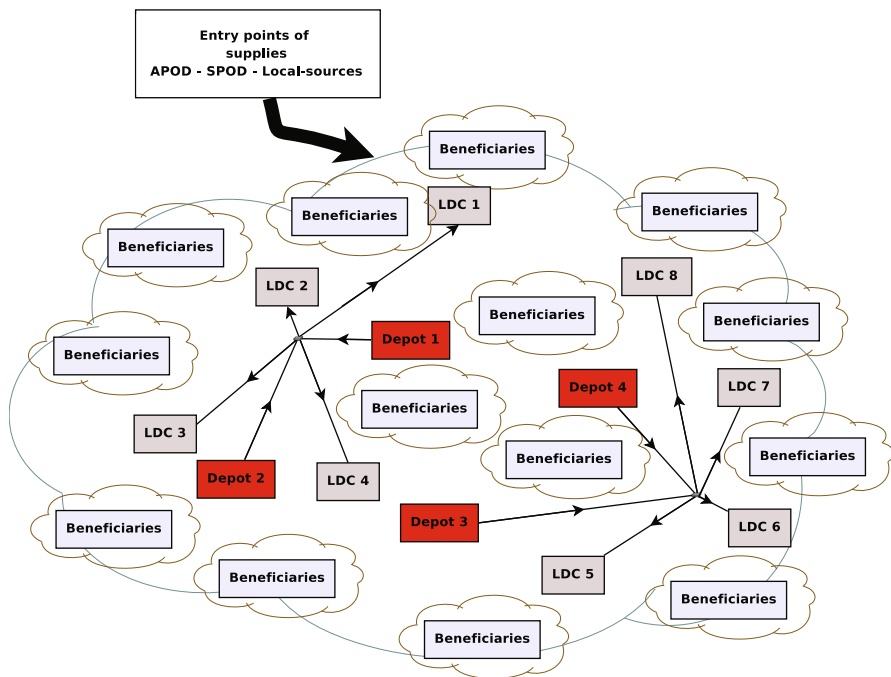 Entry points of
supplies
APOD - SPOD - Local-sources
Beneficiaries
LDC 1
Beneficiaries
Beneficiaries
Beneficiaries
LDC 2
LDC 8
Beneficiaries
Beneficiaries
Depot 1
Beneficiaries
Depot 4
LDC 7
Beneficiaries
LDC 3
Beneficiaries
Beneficiaries
Depot 2
LDC 4
Depot 3
LDC 6
Beneficiaries
LDC 5
Beneficiaries
Beneficiaries
Beneficiaries